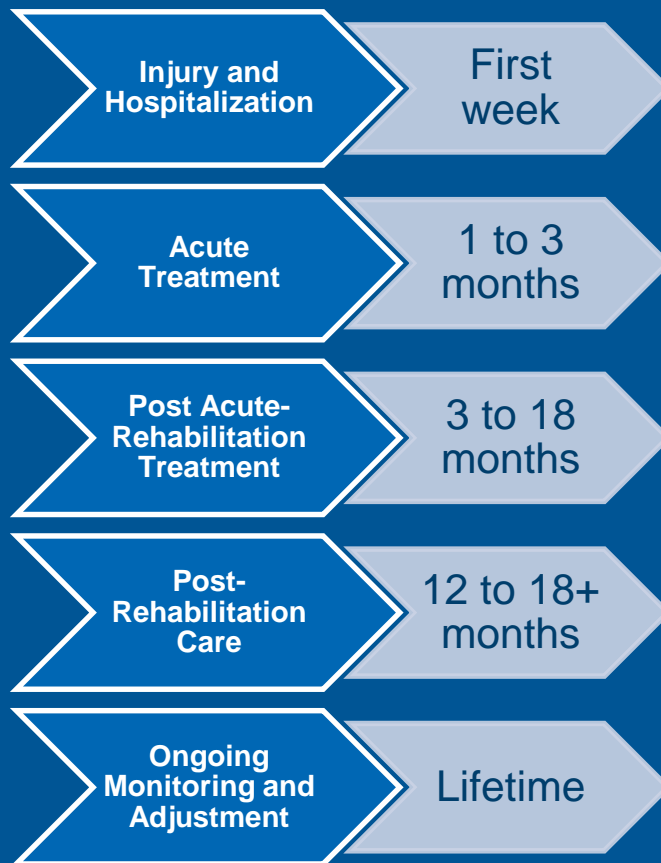 Injury and
Hospitalization
First
week
Acute
Treatment
1 to 3
months
Post Acute-
Rehabilitation
Treatment
3 to 18
months
Post-
Rehabilitation
Care
12 to 18+
months
Ongoing
Monitoring and
Adjustment
Lifetime